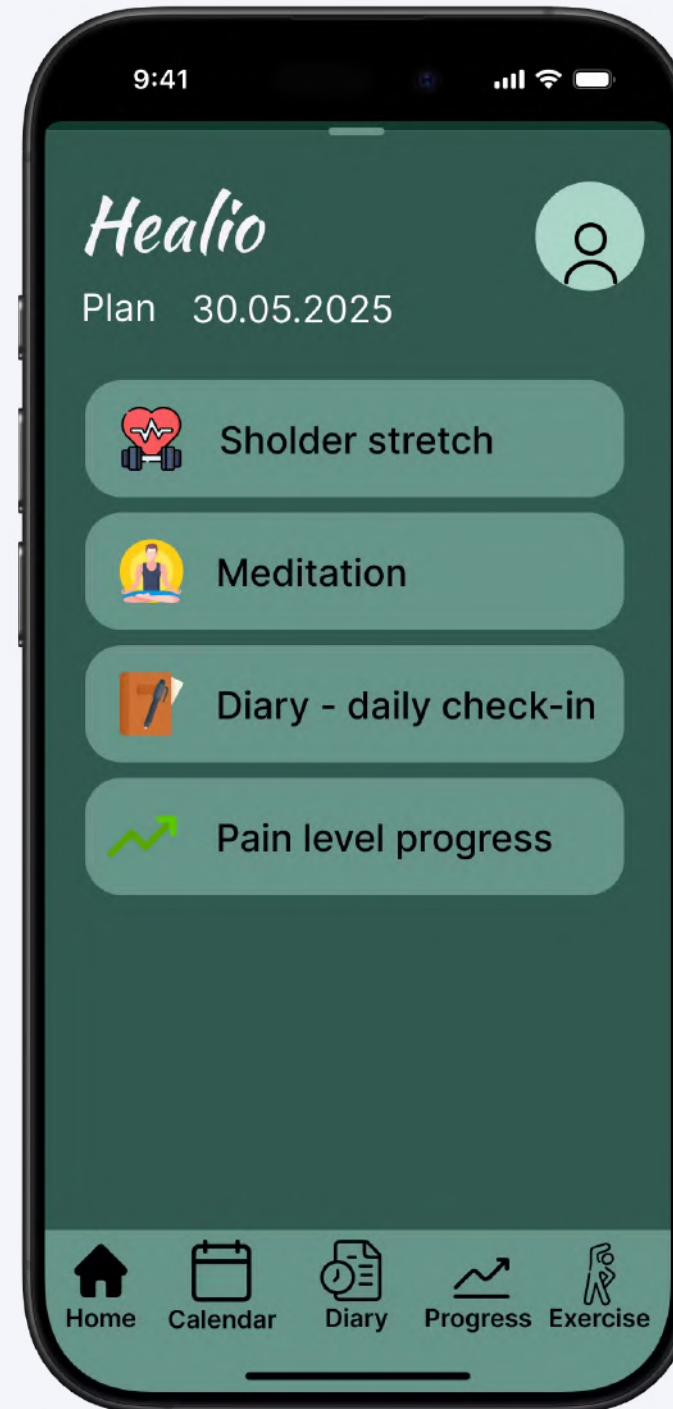 9:41
Healio
Plan 30.05.2025
Sholder stretch
Meditation
Diary - daily check-in
Pain level progress
Home Calendar Diary Progress Exercise